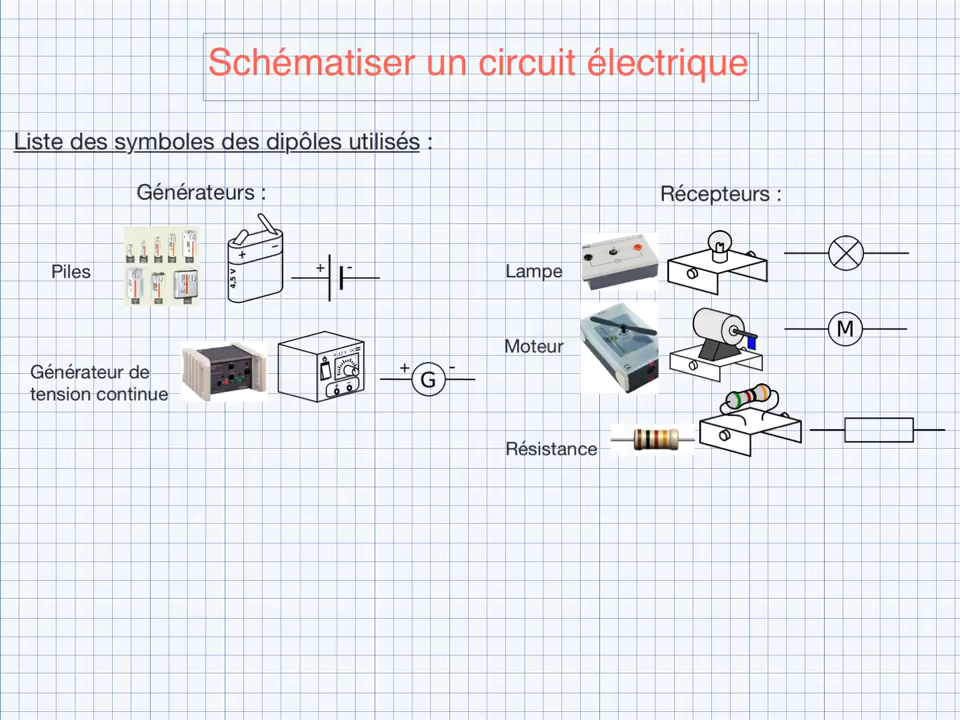 Schématiser un circuit électrique
Liste des symboles des dipôles utilisés :
Générateurs :
Récepteurs :
Piles
+ -
4,5 V
+ -
Lampe
Moteur
M
Générateur de
tension continue
+ -
G
Résistance